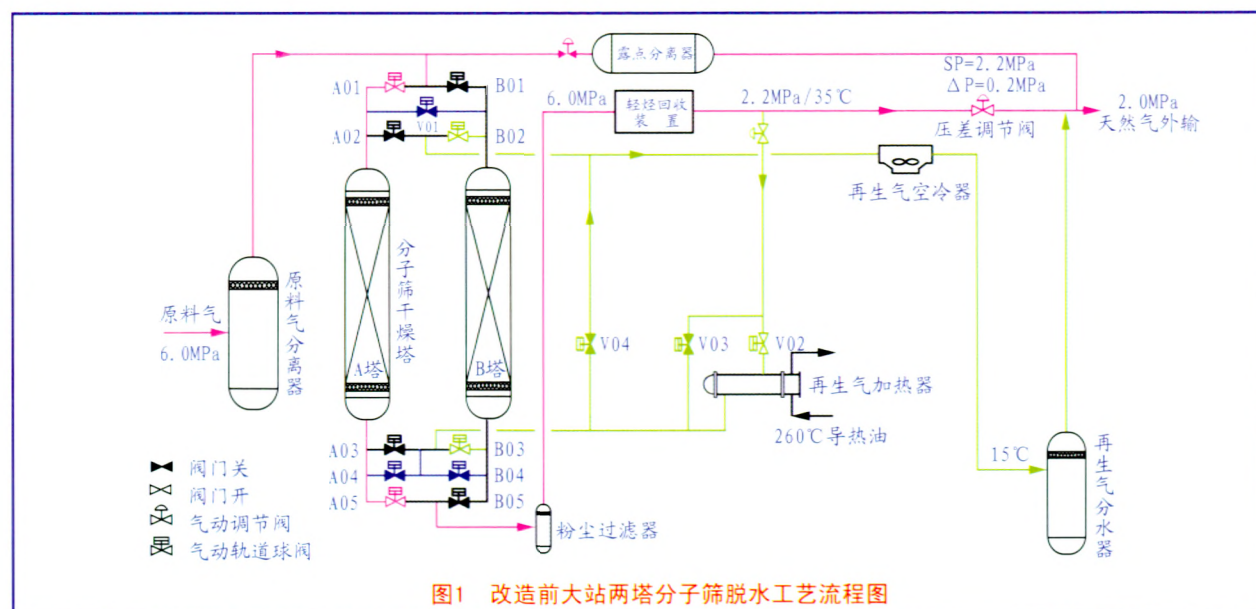 露点分离器
SP=2.2MPa
ΔP=0.2MPa
A01
B01
6.0MPa
轻烃回收
装置
2.2MPa/35℃
2.0MPa
天然气外输
V01
压差调节阀
A02
B02
再生气空冷器
分子筛干燥塔
原料气分离器
原料气
6.0MPa
A塔
B塔
V04
V03
V02
再生气加热器
260℃导热油
A03
B03
A04
B04
A05
B05
15℃
再生气分水器
粉尘过滤器
阀门关
阀门开
气动调节阀
气动轨道球阀
图1 改造前大站两塔分子筛脱水工艺流程图